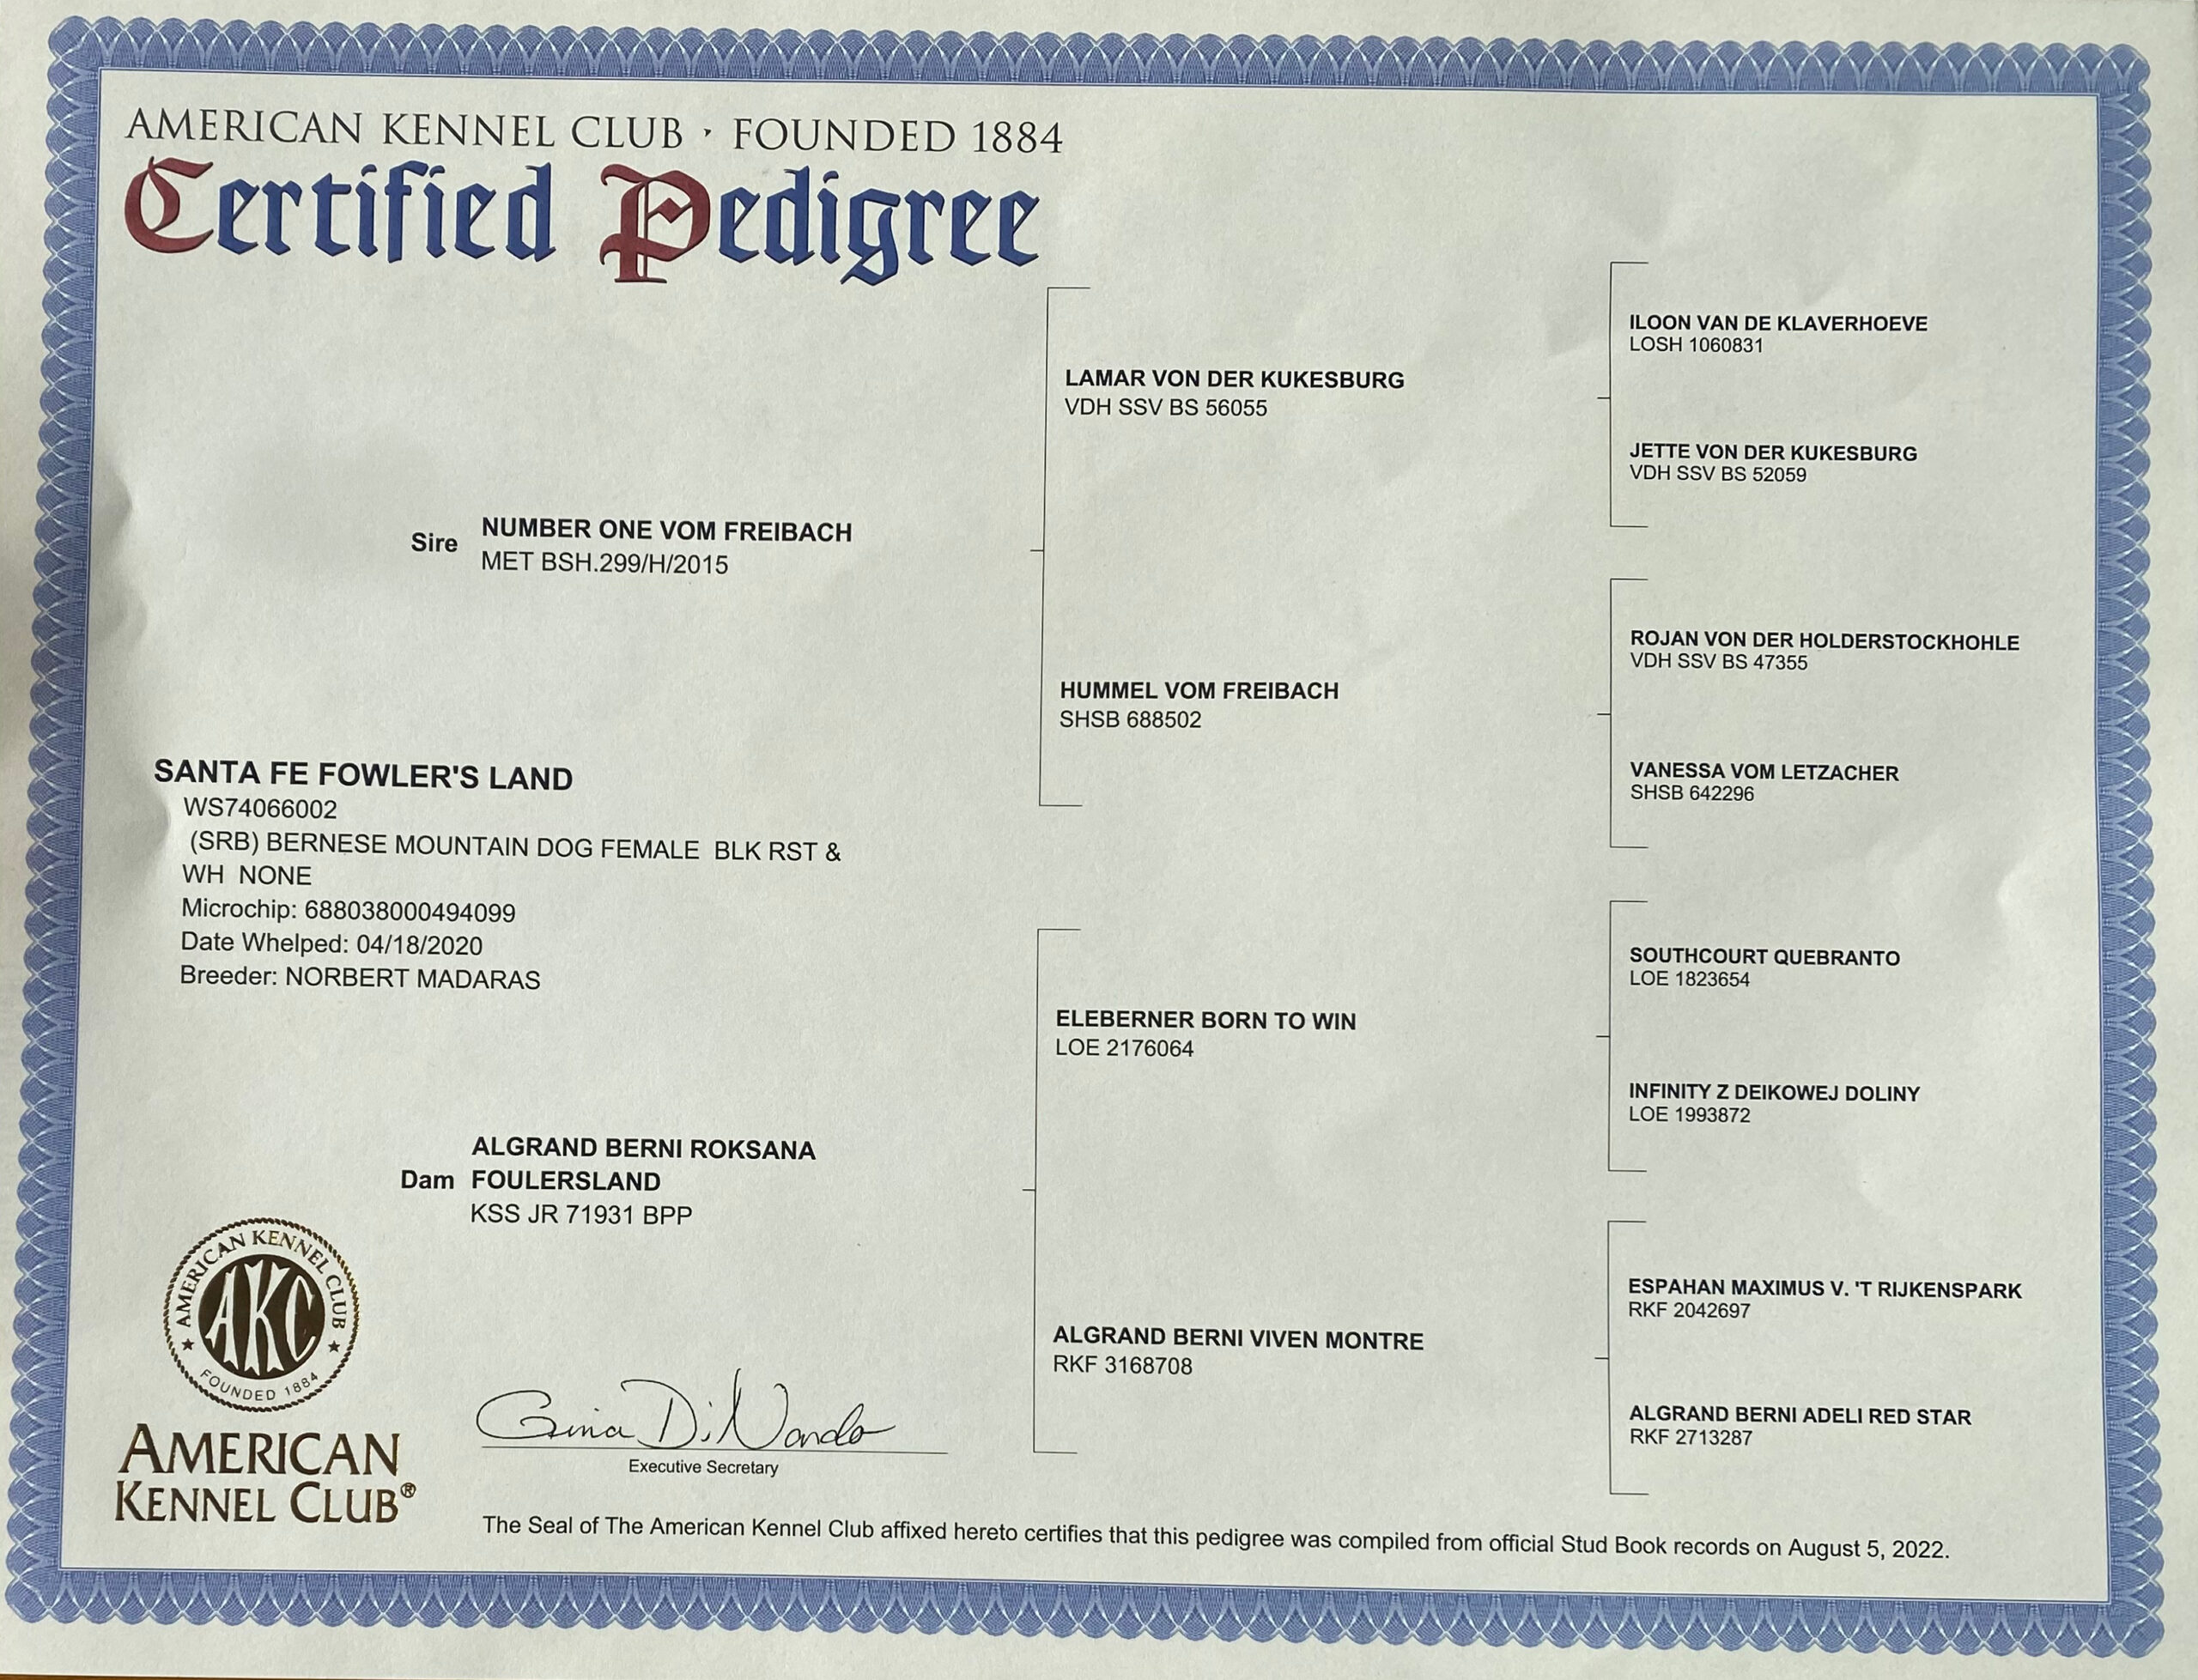 AMERICAN KENNEL CLUB · FOUNDED 1884
Certified Pedigree
ILOON VAN DE KLAVERHOEVE
LOSH 1060831
LAMAR VON DER KUKESBURG
VDH SSV BS 56055
JETTE VON DER KUKESBURG
VDH SSV BS 52059
Sire NUMBER ONE VOM FREIBACH
MET BSH.299/H/2015
ROJAN VON DER HOLDERSTOCKHOHLE
VDH SSV BS 47355
HUMMEL VOM FREIBACH
SHSB 688502
VANESSA VOM LETZACHER
SHSB 642296
SANTA FE FOWLER'S LAND
WS74066002
(SRB) BERNESE MOUNTAIN DOG FEMALE BLK RST &
WH NONE
Microchip: 688038000494099
Date Whelped: 04/18/2020
Breeder: NORBERT MADARAS
SOUTHCOURT QUEBRANTO
LOE 1823654
ELEBERNER BORN TO WIN
LOE 2176064
INFINITY Z DEIKOWEJ DOLINY
LOE 1993872
ALGRAND BERNI ROKSANA
Dam FOULERSLAND
KSS JR 71931 BPP
ESPAHAN MAXIMUS V. 'T RIJKENSPARK
RKF 2042697
ALGRAND BERNI VIVEN MONTRE
RKF 3168708
ALGRAND BERNI ADELI RED STAR
RKF 2713287
AMERICAN KENNEL CLUB
AKC
FOUNDED 1884
AMERICAN
KENNEL CLUB®
Gina DiNardo
Executive Secretary
The Seal of The American Kennel Club affixed hereto certifies that this pedigree was compiled from official Stud Book records on August 5, 2022.